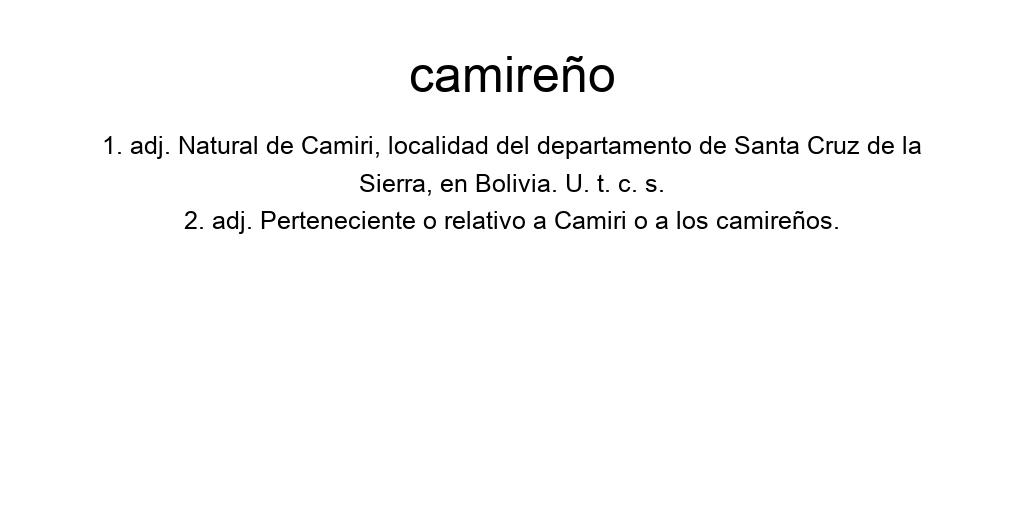 camireño
1. adj. Natural de Camiri, localidad del departamento de Santa Cruz de la
Sierra, en Bolivia. U. t. c. s.
2. adj. Perteneciente o relativo a Camiri o a los camireños.